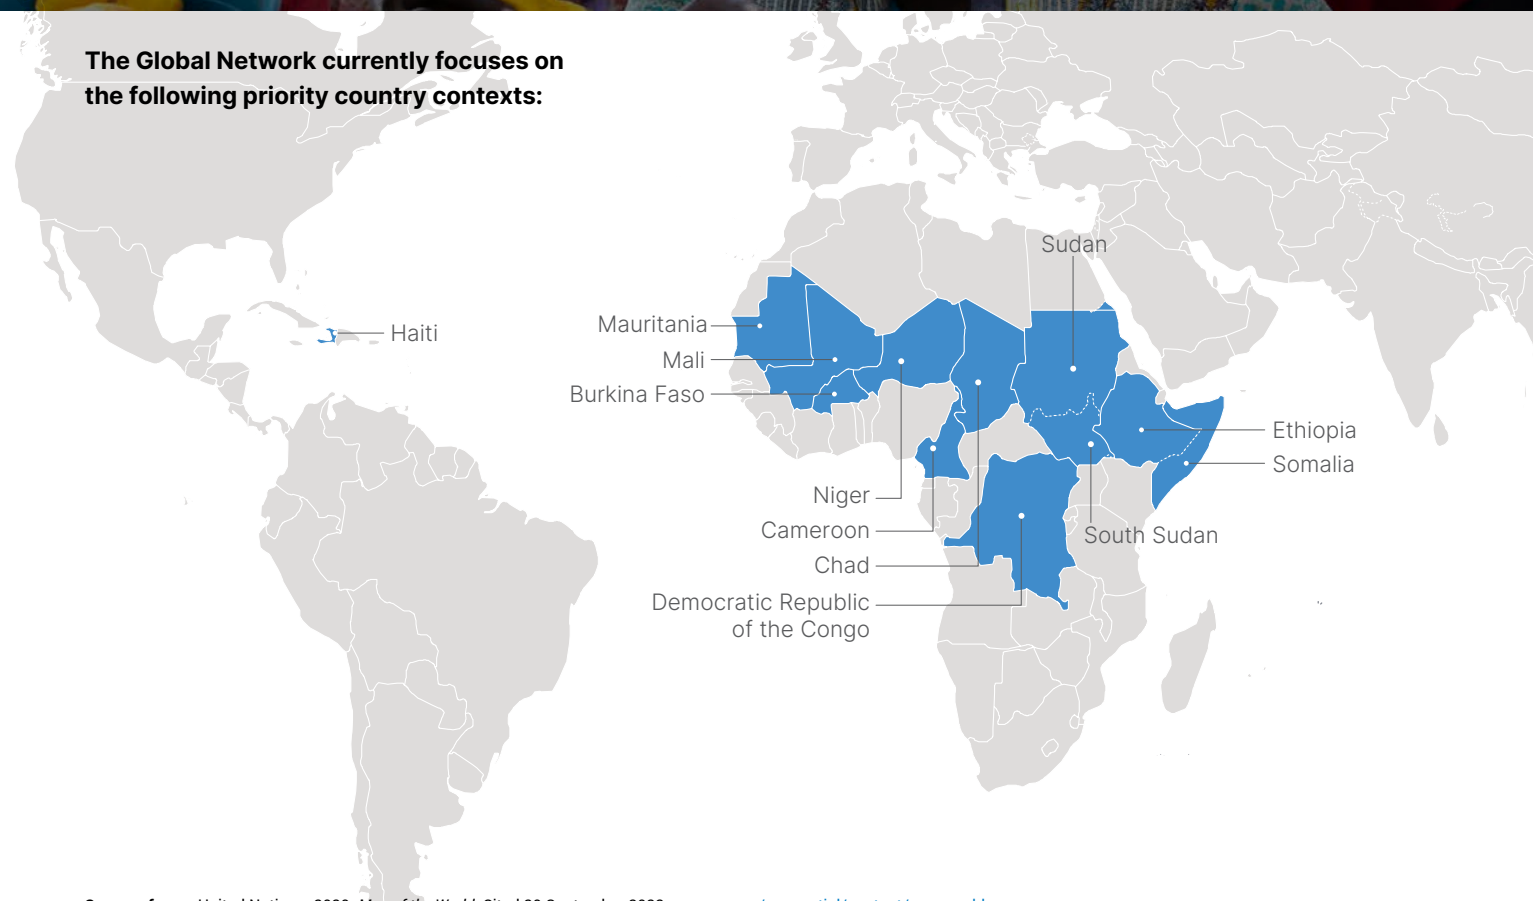 The Global Network currently focuses on
the following priority country contexts:
Sudan
Haiti
Mauritania
Mali
Burkina Faso
Ethiopia
Somalia
Niger
Cameroon
South Sudan
Chad
Democratic Republic
of the Congo